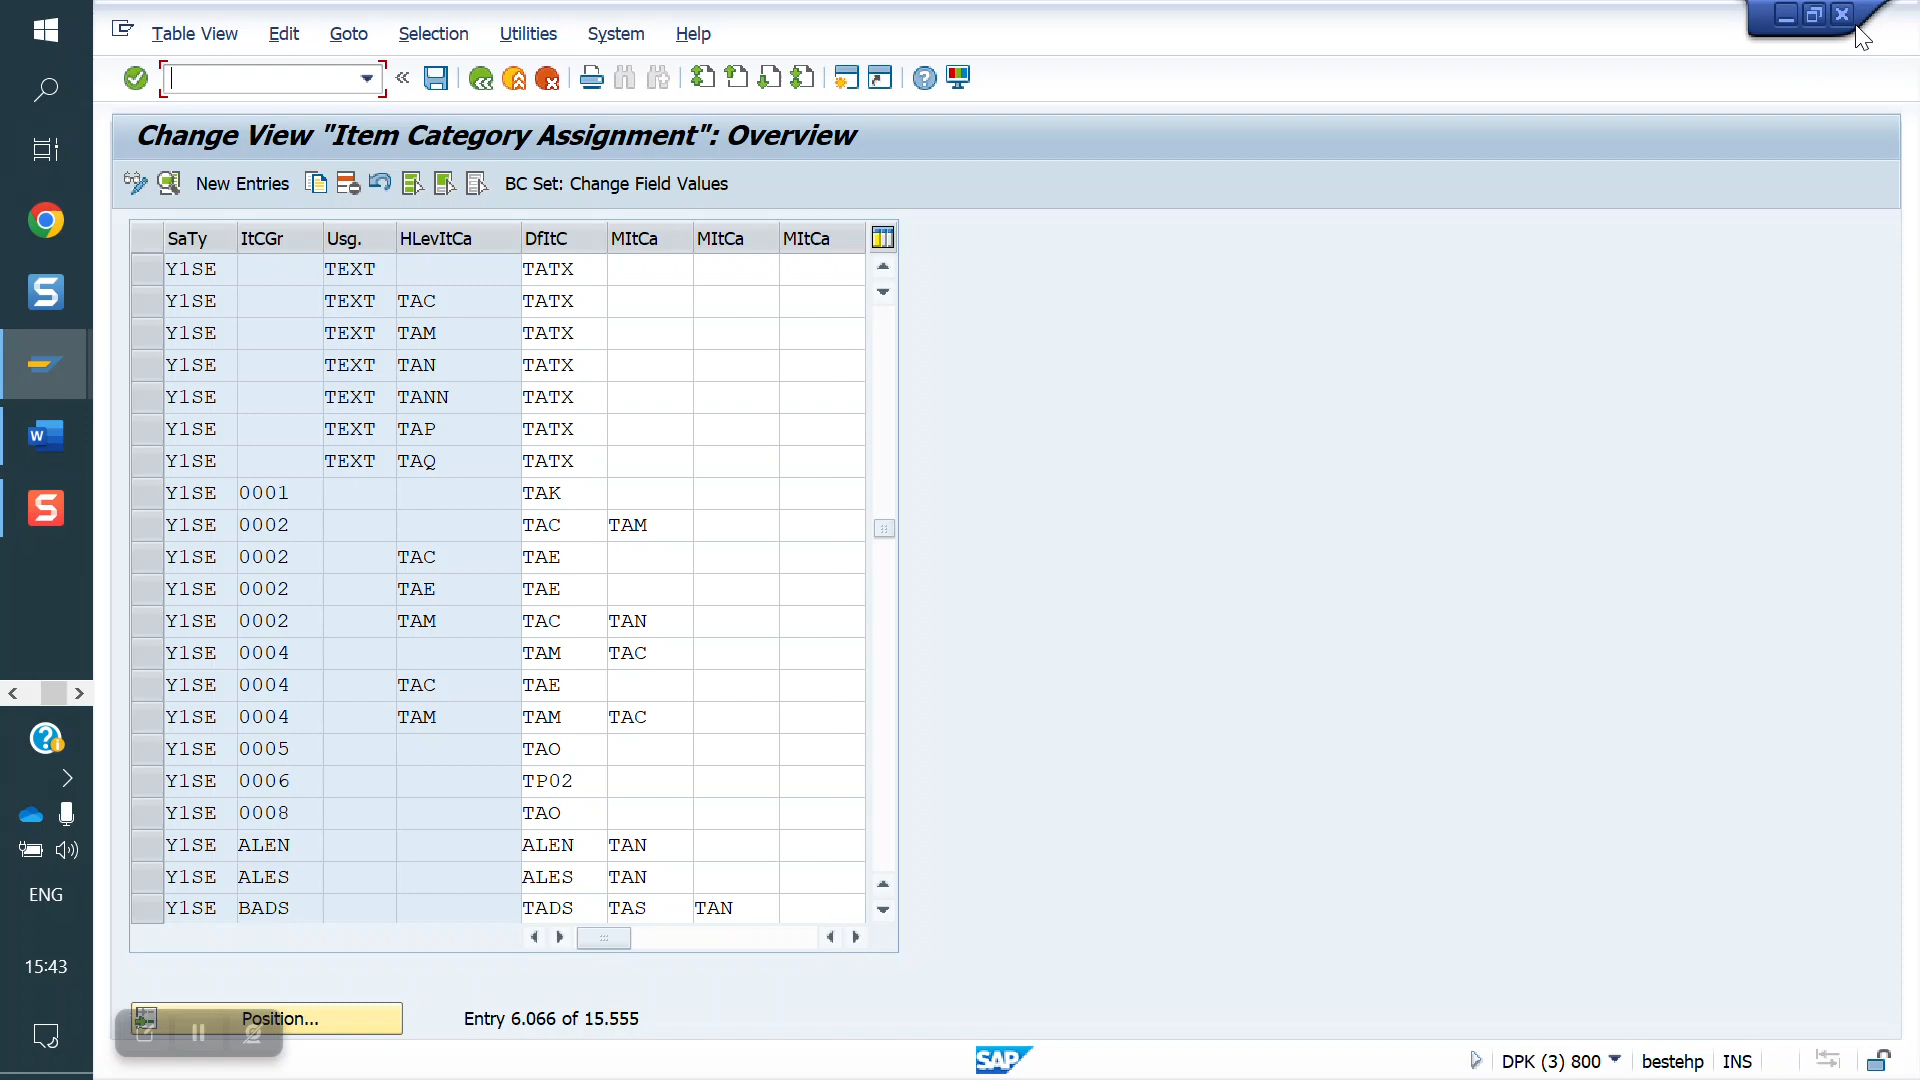 Table View Edit Goto Selection Utilities System Help
Change View "Item Category Assignment": Overview
New Entries BC Set: Change Field Values
SaTy ItCGr Usg. HLevItCa DfItC MItCa MItCa MItCa
Y1SE TEXT TATX
Y1SE TEXT TAC TATX
Y1SE TEXT TAM TATX
Y1SE TEXT TAN TATX
Y1SE TEXT TANN TATX
Y1SE TEXT TAP TATX
Y1SE TEXT TAQ TATX
Y1SE 0001 TAK
Y1SE 0002 TAC TAM
Y1SE 0002 TAC TAE
Y1SE 0002 TAE TAE
Y1SE 0002 TAM TAC TAN
Y1SE 0004 TAM TAC
Y1SE 0004 TAC TAE
Y1SE 0004 TAM TAM TAC
Y1SE 0005 TAO
Y1SE 0006 TP02
Y1SE 0008 TAO
Y1SE ALEN ALEN TAN
Y1SE ALES ALES TAN
Y1SE BADS TADS TAS TAN
Position... Entry 6.066 of 15.555
SAP DPK (3) 800 bestehp INS
ENG
15:43